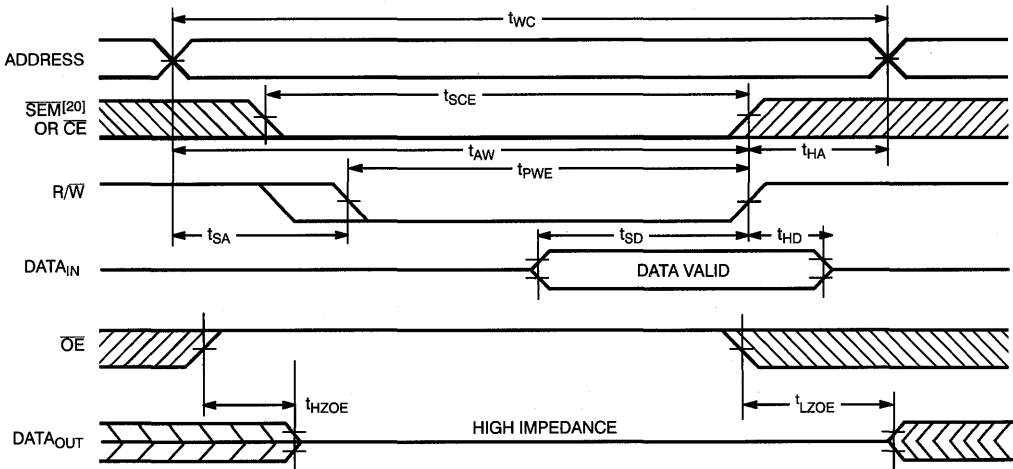 tWC
ADDRESS
SEM[20]
OR CE
tSCE
tAW
tHA
tPWE
R/W
tSA
tSD
tHD
DATAIN
DATA VALID
OE
tHZOE
tLZOE
DATAOUT
HIGH IMPEDANCE